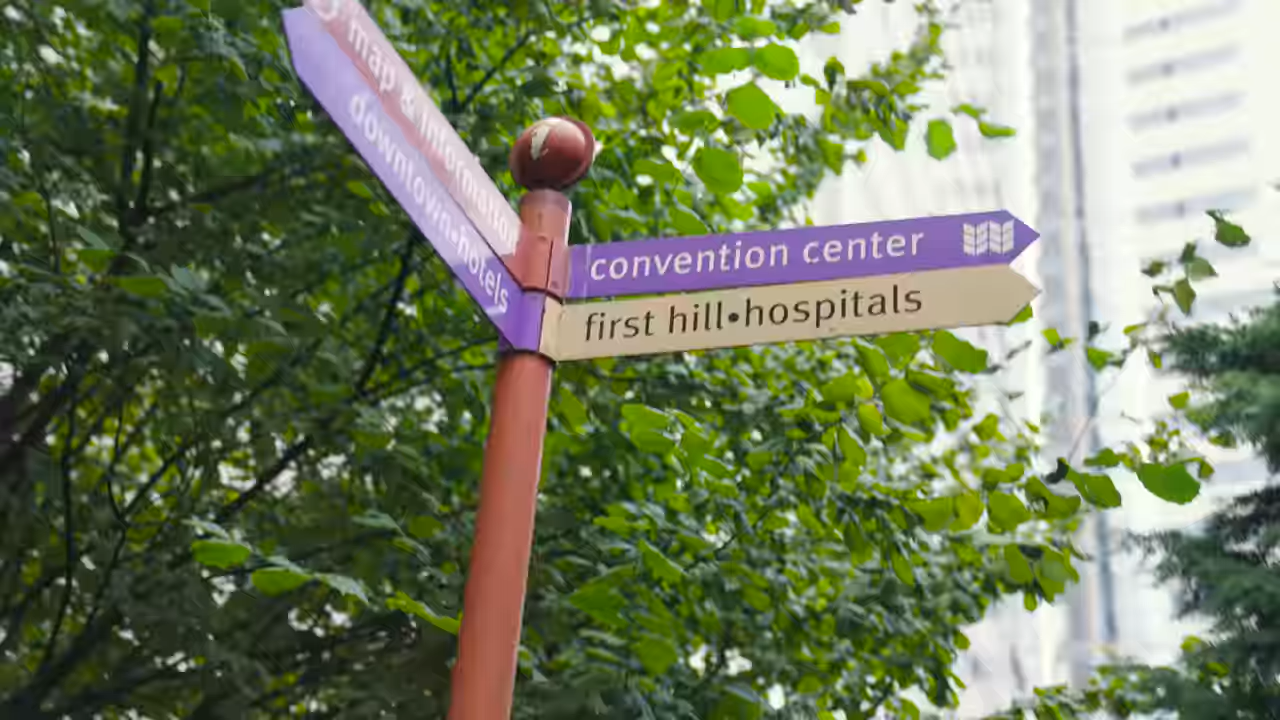 map & information
downtown•hotels
convention center
first hill•hospitals